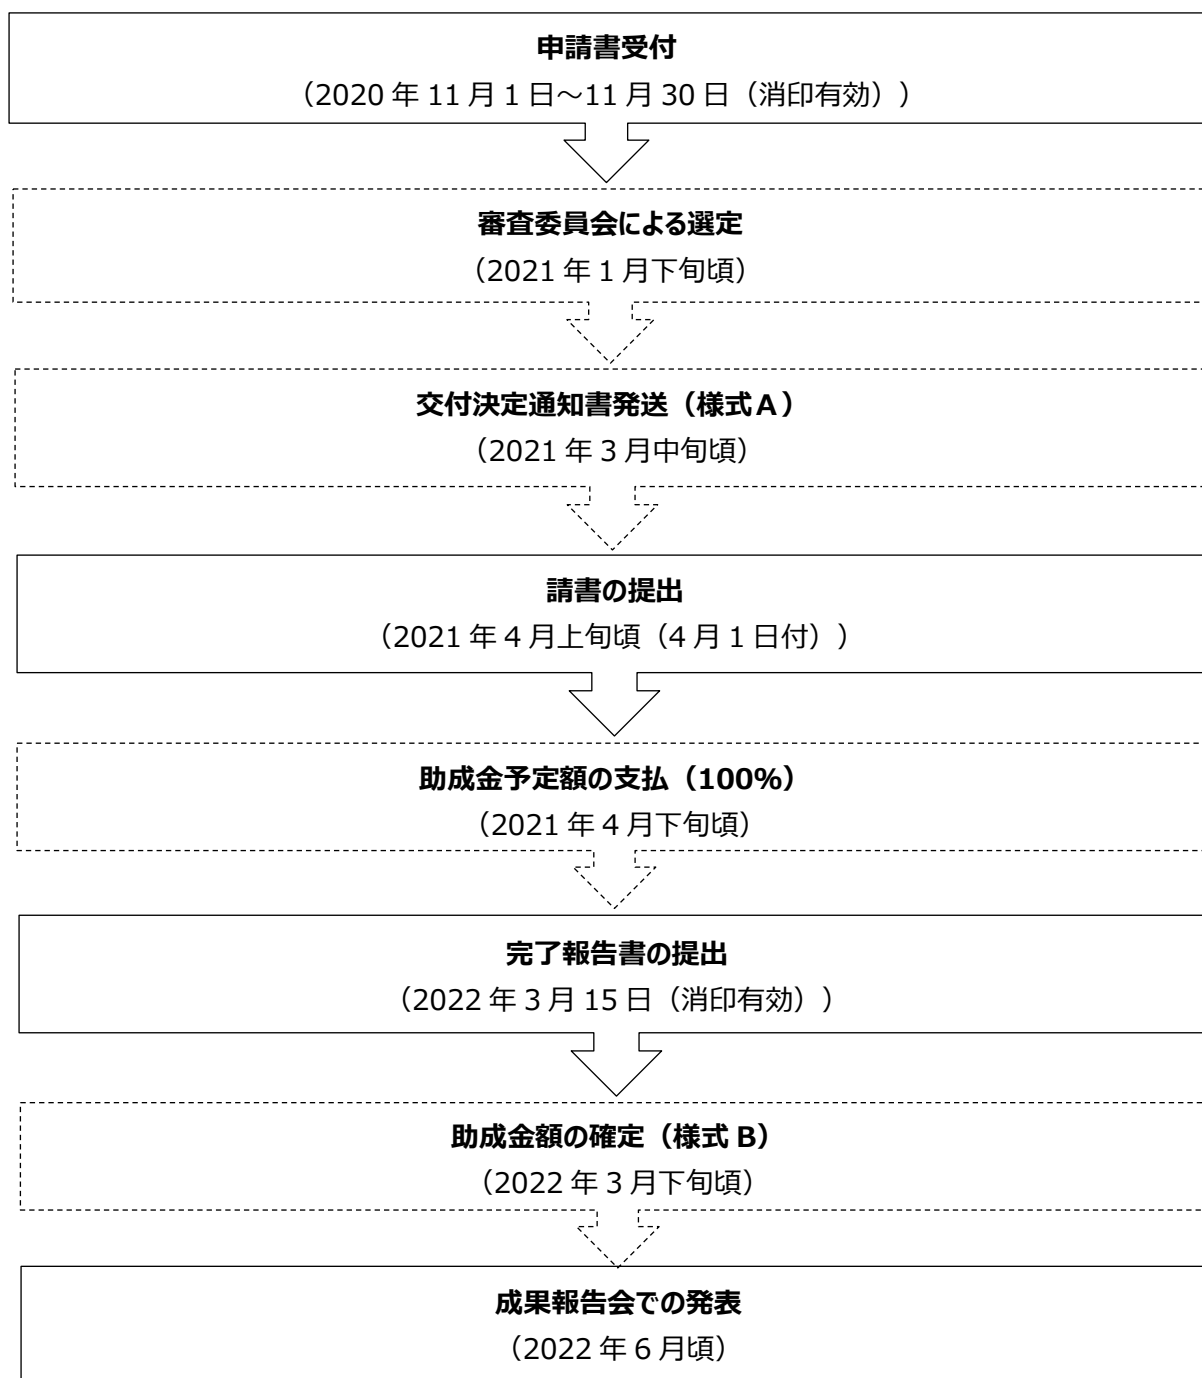 申請書受付
（2020 年 11 月 1 日～11 月 30 日（消印有効））
審査委員会による選定
（2021 年 1 月下旬頃）
交付決定通知書発送（様式Ａ）
（2021 年 3 月中旬頃）
請書の提出
（2021 年 4 月上旬頃（4 月 1 日付））
助成金予定額の支払（100%）
（2021 年 4 月下旬頃）
完了報告書の提出
（2022 年 3 月 15 日（消印有効））
助成金額の確定（様式 B）
（2022 年 3 月下旬頃）
成果報告会での発表
（2022 年 6 月頃）